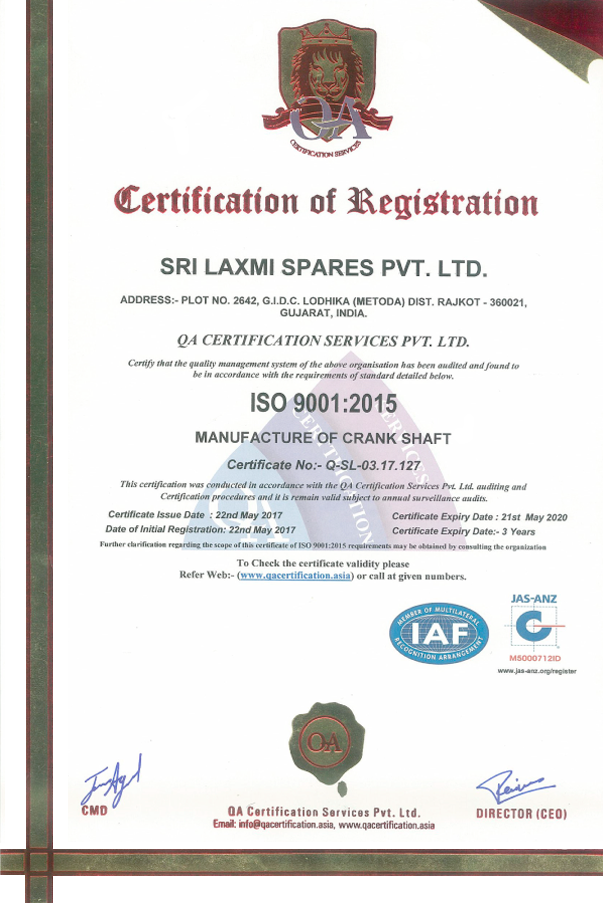 QA
CERTIFICATION SERVICES
Certification of Registration
SRI LAXMI SPARES PVT. LTD.
ADDRESS:- PLOT NO. 2642, G.I.D.C. LODHIKA (METODA) DIST. RAJKOT - 360021,
GUJARAT, INDIA.
QA CERTIFICATION SERVICES PVT. LTD.
Certify that the quality management system of the above organisation has been audited and found to
be in accordance with the requirements of standard detailed below.
ISO 9001:2015
MANUFACTURE OF CRANK SHAFT
Certificate No:- Q-SL-03.17.127
This certification was conducted in accordance with the QA Certification Services Pvt. Ltd. auditing and
Certification procedures and it is remain valid subject to annual surveillance audits.
Certificate Issue Date : 22nd May 2017 Certificate Expiry Date : 21st May 2020
Date of Initial Registration: 22nd May 2017 Certificate Expiry Date:- 3 Years
Further clarification regarding the scope of this certificate of ISO 9001:2015 requirements may be obtained by consulting the organization
To Check the certificate validity please
Refer Web:- (www.qacertification.asia) or call at given numbers.
QA
CERTIFICATION
SERVICES
MEMBER OF MULTILATERAL
IAF
RECOGNITION ARRANGEMENT
JAS-ANZ
M5000712ID
www.jas-anz.org/register
QA
CMD
DIRECTOR (CEO)
QA Certification Services Pvt. Ltd.
Email: info@qacertification.asia, www.qacertification.asia